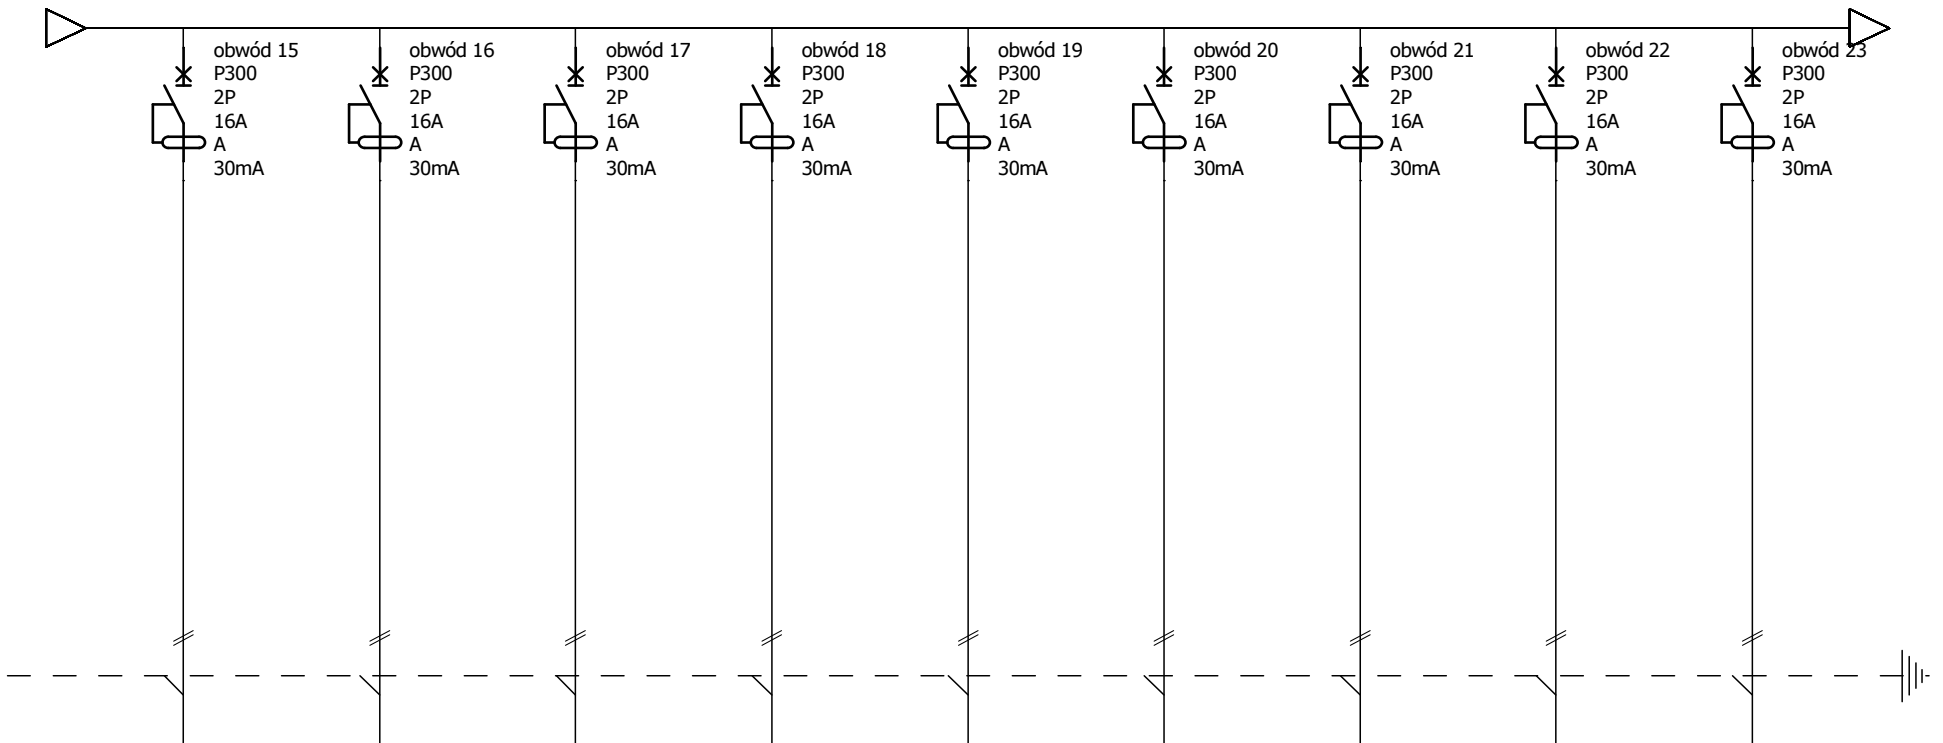 obwód 15
P300
2P
16A
A
30mA
obwód 16
P300
2P
16A
A
30mA
obwód 17
P300
2P
16A
A
30mA
obwód 18
P300
2P
16A
A
30mA
obwód 19
P300
2P
16A
A
30mA
obwód 20
P300
2P
16A
A
30mA
obwód 21
P300
2P
16A
A
30mA
obwód 22
P300
2P
16A
A
30mA
obwód 23
P300
2P
16A
A
30mA